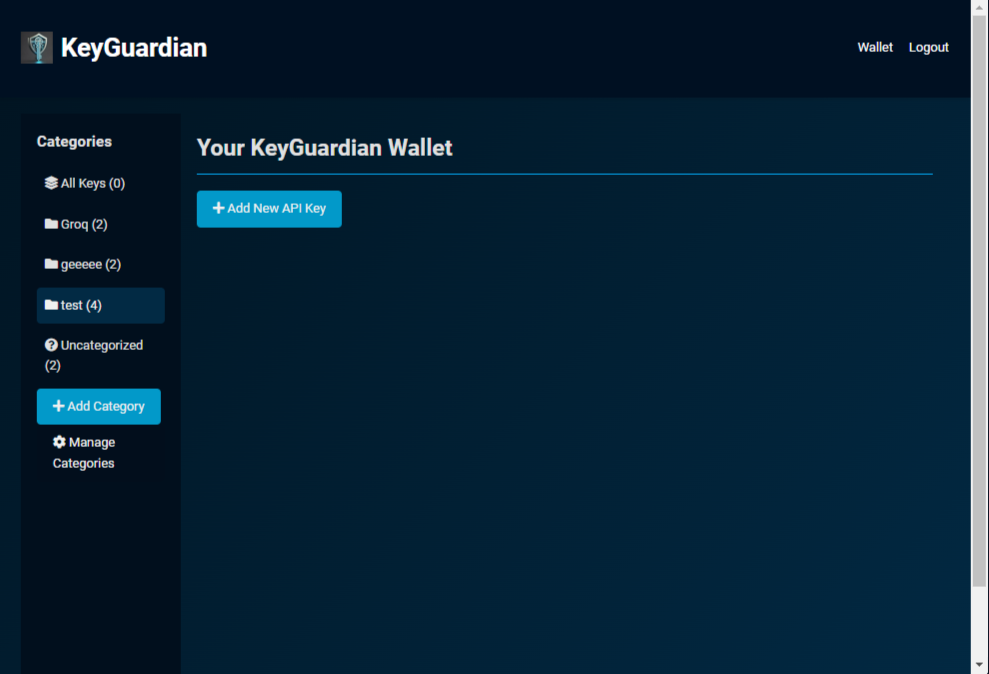 KeyGuardian
Wallet Logout
Categories
All Keys (0)
Groq (2)
geeeee (2)
test (4)
Uncategorized
(2)
Add Category
Manage
Categories
Your KeyGuardian Wallet
Add New API Key